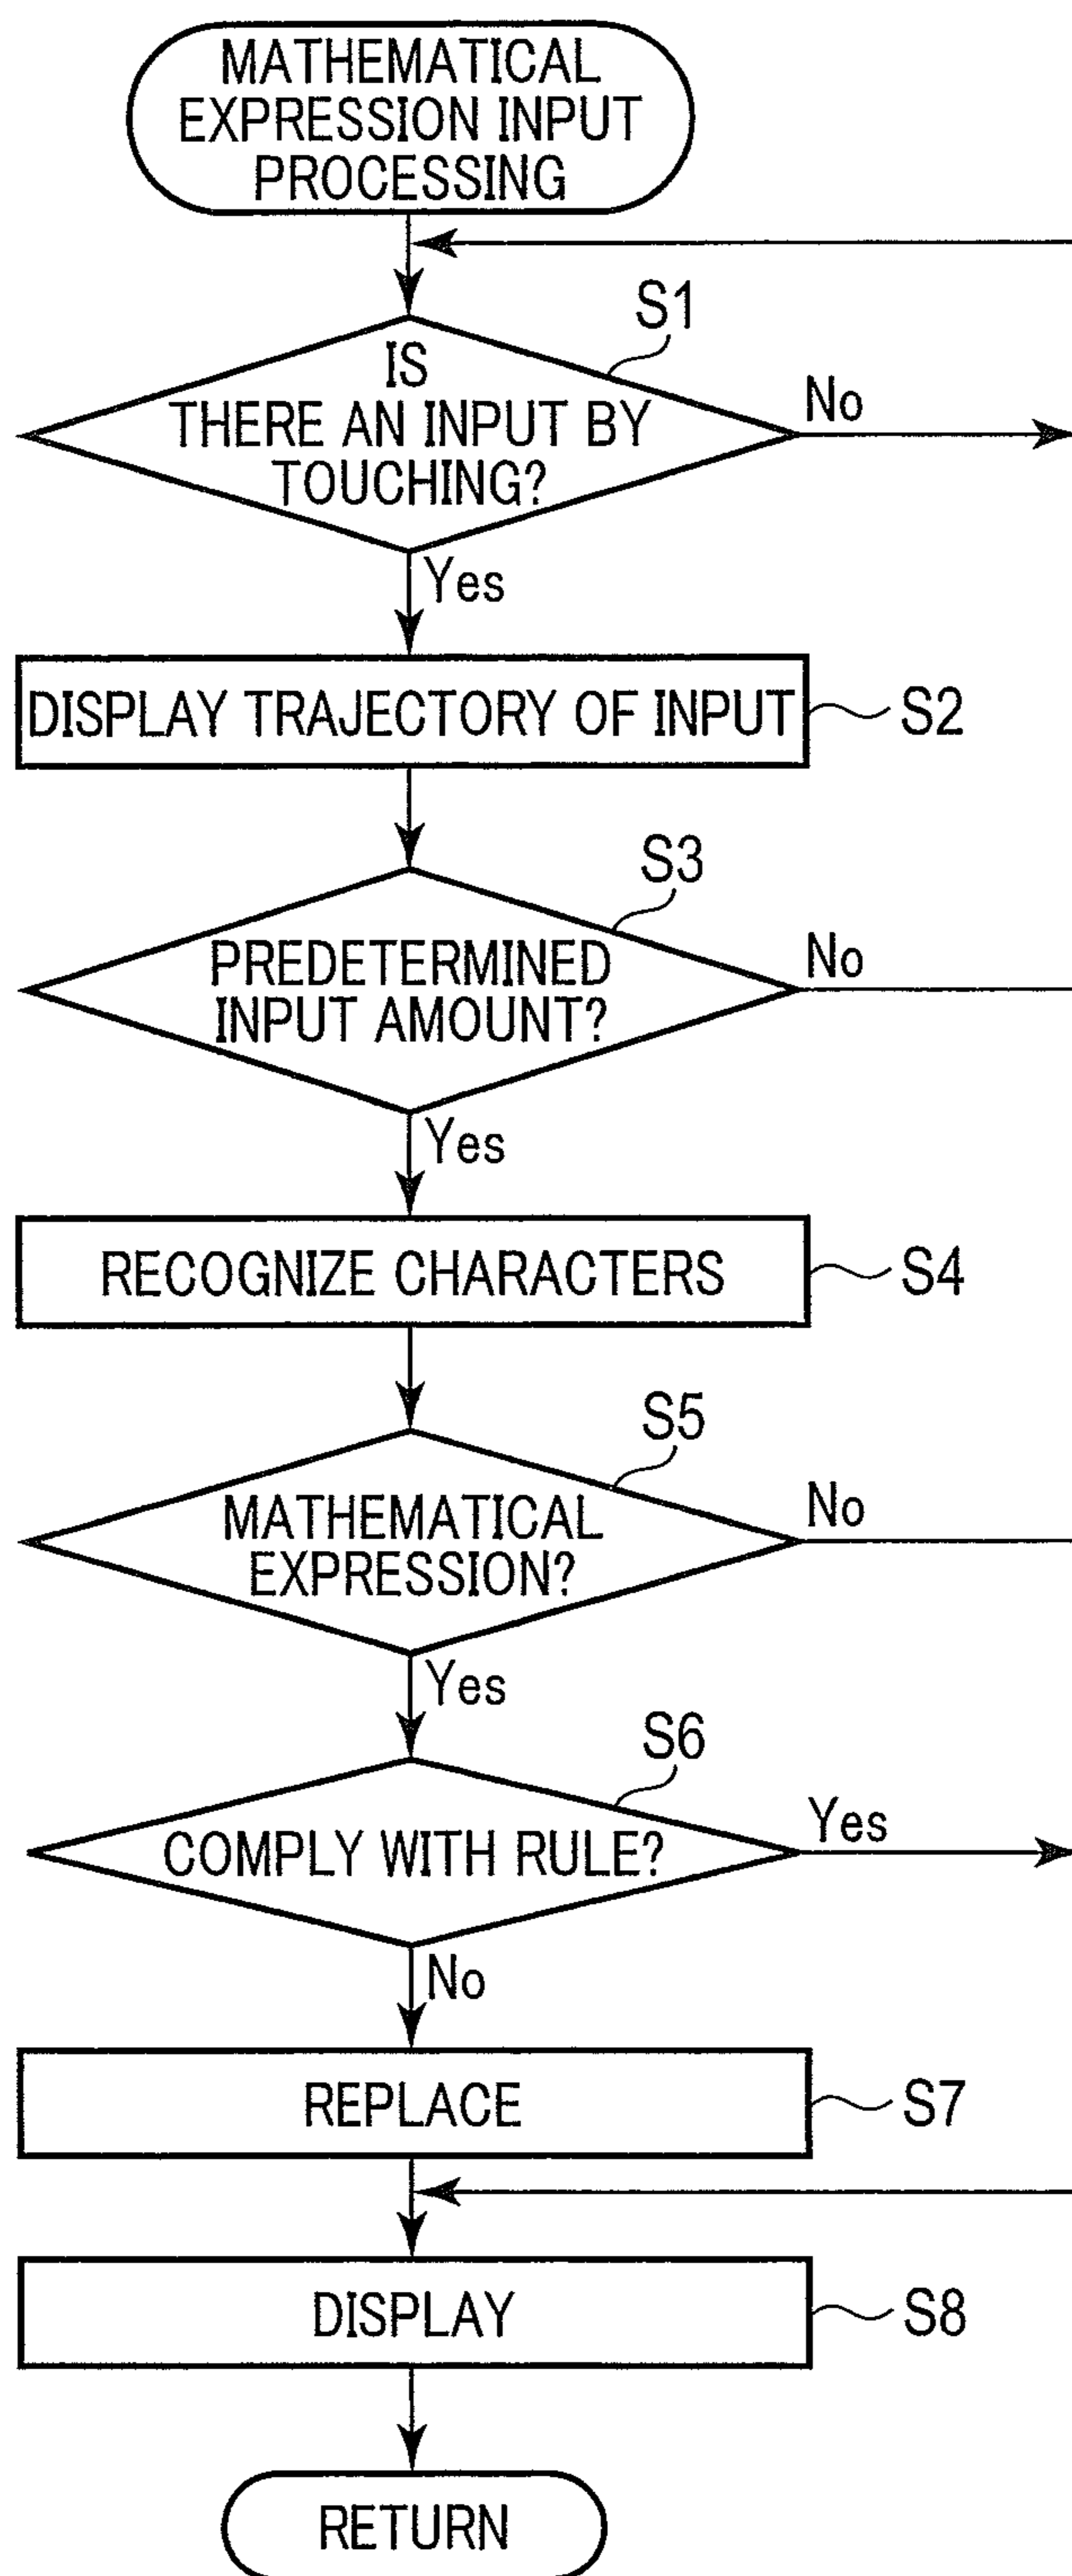 MATHEMATICAL
EXPRESSION INPUT
PROCESSING
S1
IS
THERE AN INPUT BY
TOUCHING?
No
Yes
DISPLAY TRAJECTORY OF INPUT
S2
S3
PREDETERMINED
INPUT AMOUNT?
No
Yes
RECOGNIZE CHARACTERS
S4
S5
MATHEMATICAL
EXPRESSION?
No
Yes
S6
COMPLY WITH RULE?
Yes
No
REPLACE
S7
DISPLAY
S8
RETURN